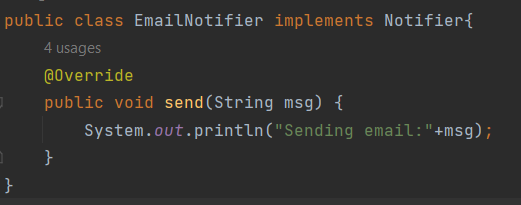 public class EmailNotifier implements Notifier{
4 usages
@Override
public void send(String msg) {
System.out.println("Sending email:"+msg);
}
}